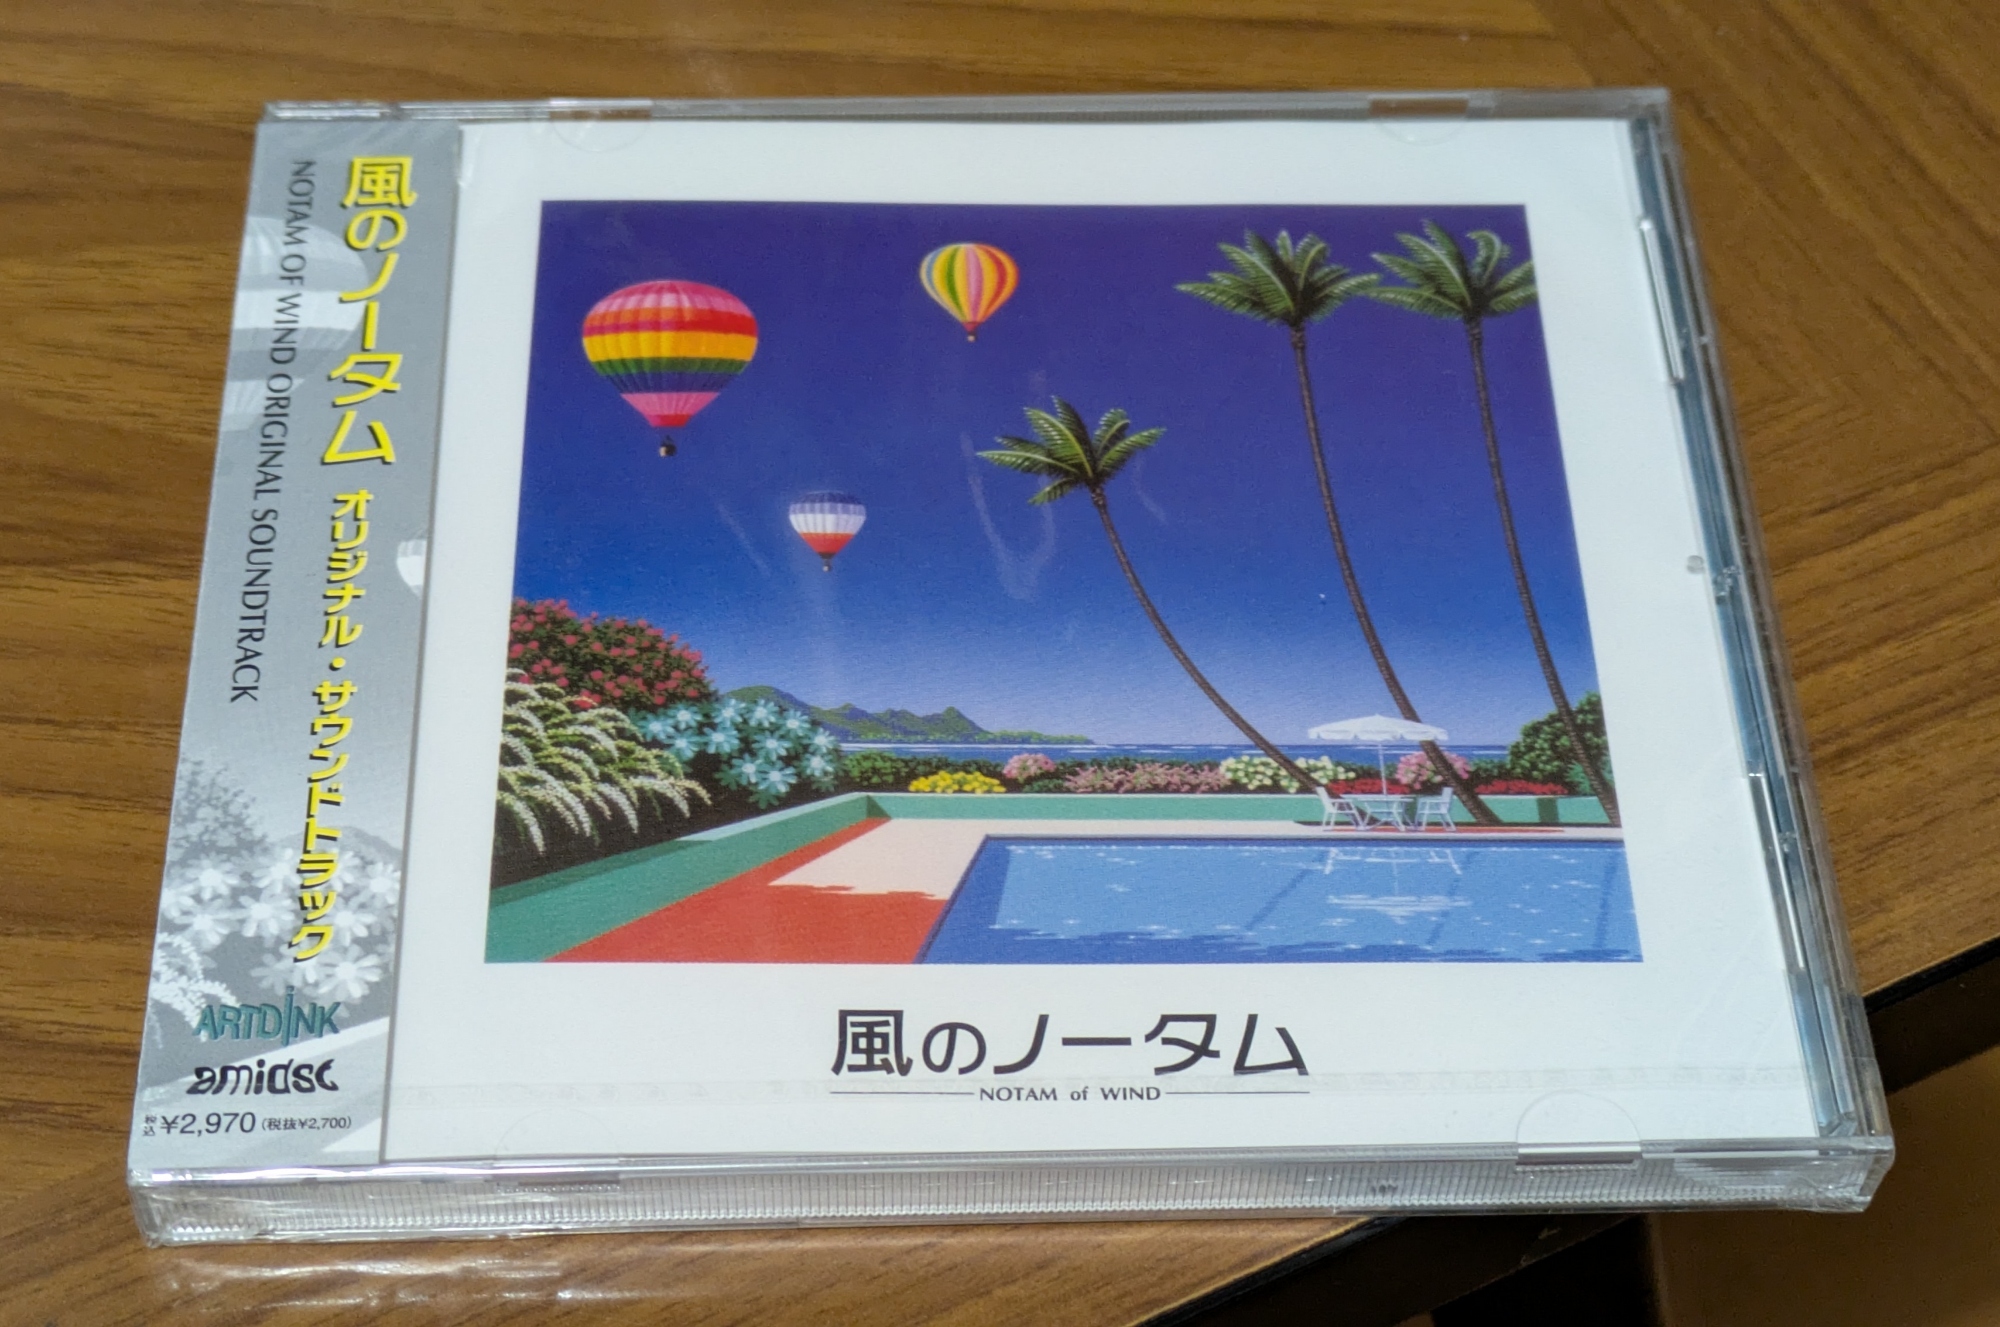 風のノータム オリジナル・サウンドトラック
NOTAM OF WIND ORIGINAL SOUNDTRACK
ARTDINK
amidsc
税込 ¥2,970 (税抜¥2,700)
風のノータム
NOTAM of WIND